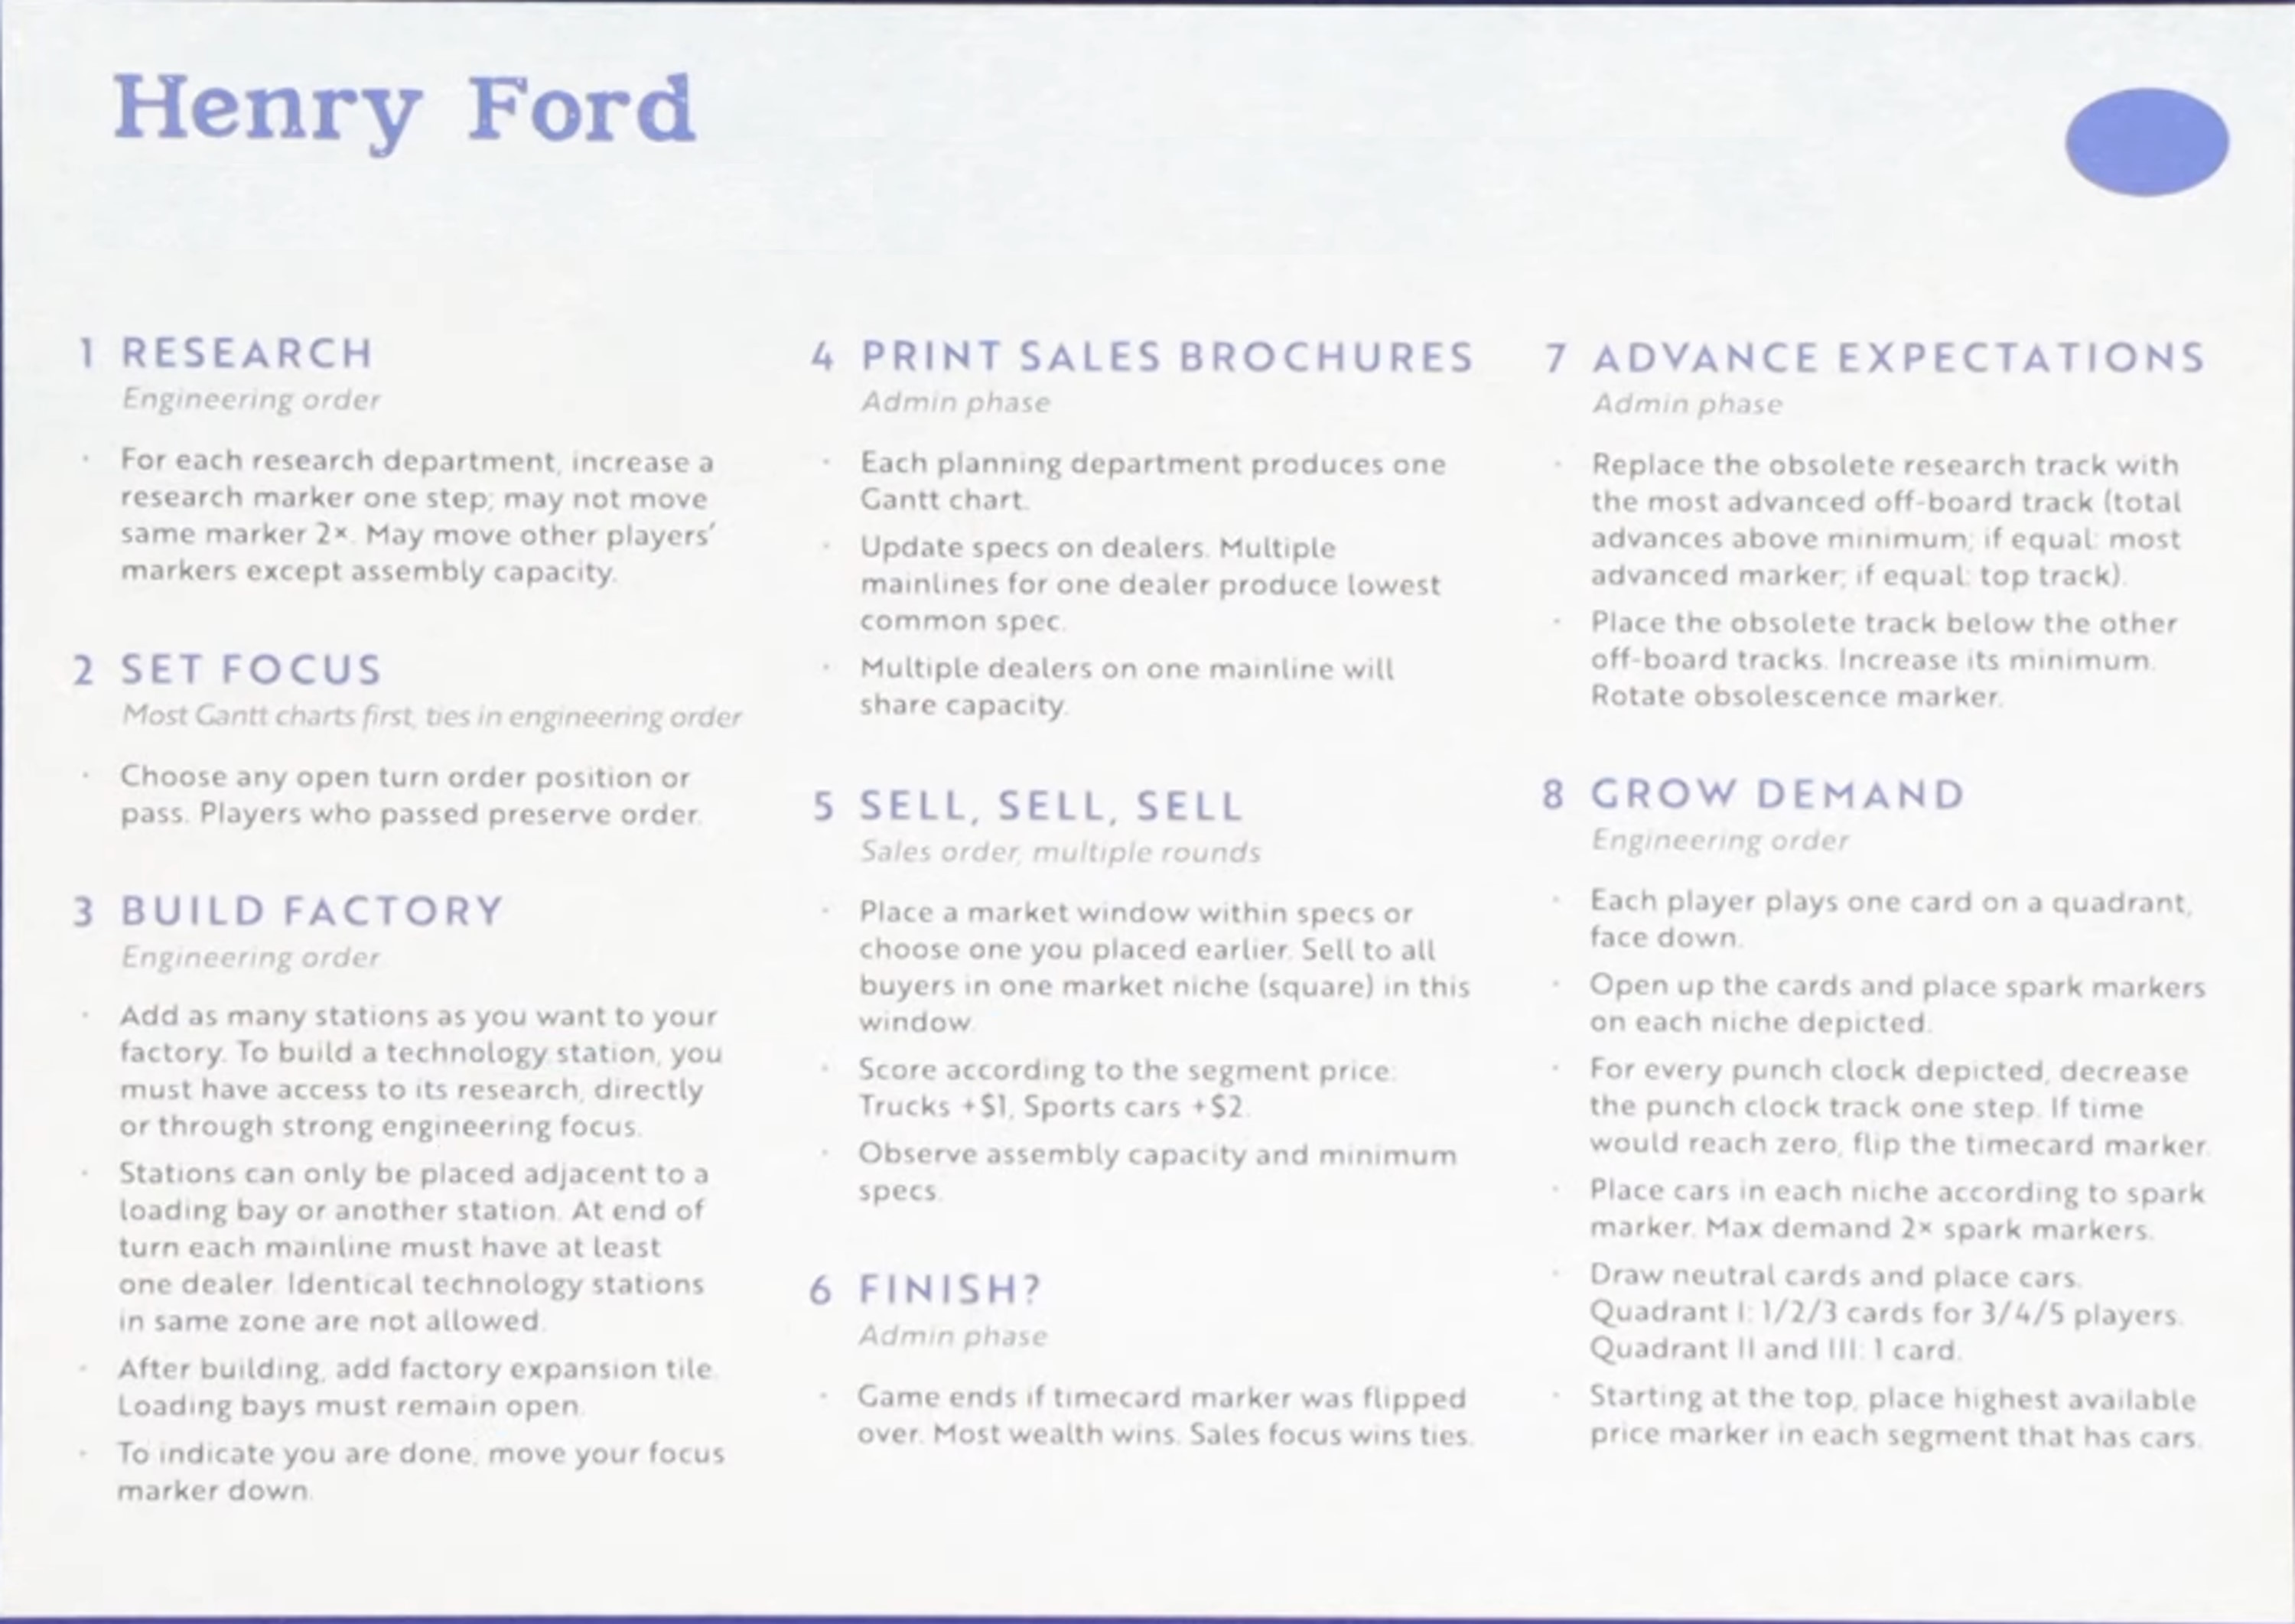 Henry Ford
1 RESEARCH
Engineering order
· For each research department, increase a
research marker one step; may not move
same marker 2×. May move other players'
markers except assembly capacity.
2 SET FOCUS
Most Gantt charts first, ties in engineering order
· Choose any open turn order position or
pass. Players who passed preserve order.
3 BUILD FACTORY
Engineering order
· Add as many stations as you want to your
factory. To build a technology station, you
must have access to its research, directly
or through strong engineering focus.
· Stations can only be placed adjacent to a
loading bay or another station. At end of
turn each mainline must have at least
one dealer. Identical technology stations
in same zone are not allowed.
· After building, add factory expansion tile.
Loading bays must remain open.
· To indicate you are done, move your focus
marker down.
4 PRINT SALES BROCHURES
Admin phase
· Each planning department produces one
Gantt chart.
· Update specs on dealers. Multiple
mainlines for one dealer produce lowest
common spec.
· Multiple dealers on one mainline will
share capacity.
5 SELL, SELL, SELL
Sales order, multiple rounds
· Place a market window within specs or
choose one you placed earlier. Sell to all
buyers in one market niche (square) in this
window.
· Score according to the segment price:
Trucks +$1, Sports cars +$2.
· Observe assembly capacity and minimum
specs.
6 FINISH?
Admin phase
· Game ends if timecard marker was flipped
over. Most wealth wins. Sales focus wins ties.
7 ADVANCE EXPECTATIONS
Admin phase
· Replace the obsolete research track with
the most advanced off-board track (total
advances above minimum; if equal: most
advanced marker; if equal: top track).
· Place the obsolete track below the other
off-board tracks. Increase its minimum.
Rotate obsolescence marker.
8 GROW DEMAND
Engineering order
· Each player plays one card on a quadrant,
face down.
· Open up the cards and place spark markers
on each niche depicted.
· For every punch clock depicted, decrease
the punch clock track one step. If time
would reach zero, flip the timecard marker.
· Place cars in each niche according to spark
marker. Max demand 2× spark markers.
· Draw neutral cards and place cars.
Quadrant I: 1/2/3 cards for 3/4/5 players.
Quadrant II and III: 1 card.
· Starting at the top, place highest available
price marker in each segment that has cars.